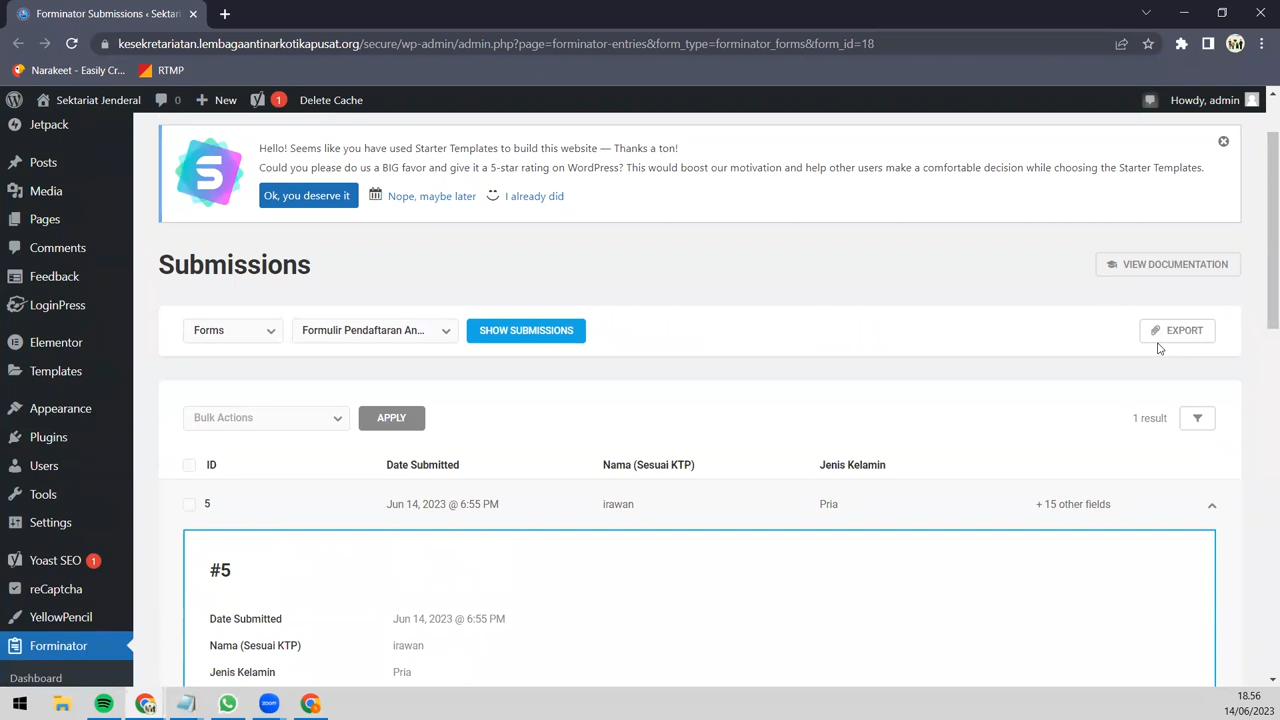 Forminator Submissions ‹ Sektari
kesekretariatan.lembagaantinarkotikapusat.org/secure/wp-admin/admin.php?page=forminator-entries&form_type=forminator_forms&form_id=18
Narakeet - Easily Cr...
RTMP
Sektariat Jenderal
0
New
1
Delete Cache
Howdy, admin
Jetpack
Posts
Media
Pages
Comments
Feedback
LoginPress
Elementor
Templates
Appearance
Plugins
Users
Tools
Settings
Yoast SEO 1
reCaptcha
YellowPencil
Forminator
Dashboard
S
Hello! Seems like you have used Starter Templates to build this website — Thanks a ton!
Could you please do us a BIG favor and give it a 5-star rating on WordPress? This would boost our motivation and help other users make a comfortable decision while choosing the Starter Templates.
Ok, you deserve it
Nope, maybe later
I already did
Submissions
VIEW DOCUMENTATION
Forms
Formulir Pendaftaran An...
SHOW SUBMISSIONS
EXPORT
Bulk Actions
APPLY
1 result
ID
Date Submitted
Nama (Sesuai KTP)
Jenis Kelamin
5
Jun 14, 2023 @ 6:55 PM
irawan
Pria
+ 15 other fields
#5
Date Submitted
Jun 14, 2023 @ 6:55 PM
Nama (Sesuai KTP)
irawan
Jenis Kelamin
Pria
zoom
18.56
14/06/2023